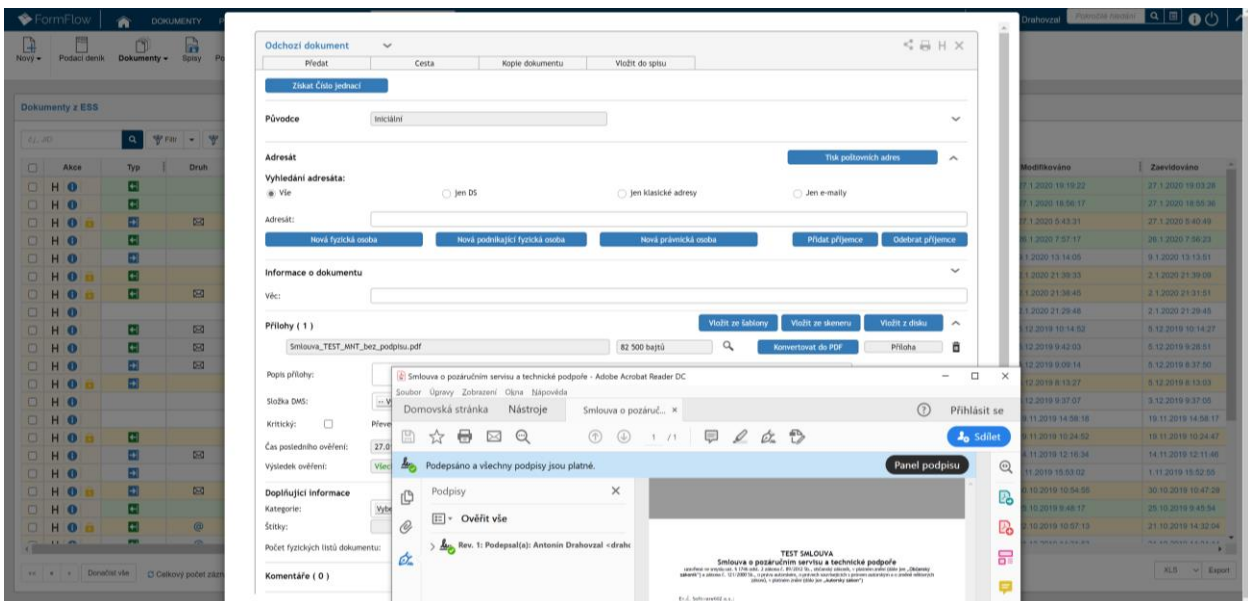 FormFlow
DOKUMENTY
Drahovzal
Nový
Podací deník
Dokumenty
Spisy
Dokumenty z ESS
Filtr
Akce Typ Druh
Donačíst vše
Celkový počet
Odchozí dokument
Předat Cesta Kopie dokumentu Vložit do spisu
Získat Číslo jednací
Původce Iniciální
Adresát Tisk poštovních adres
Vyhledání adresáta:
Vše jen DS jen klasické adresy Jen e-maily
Adresát:
Nová fyzická osoba Nová podnikající fyzická osoba Nová právnická osoba Přidat příjemce Odebrat příjemce
Informace o dokumentu
Věc:
Přílohy ( 1 ) Vložit ze šablony Vložit ze skeneru Vložit z disku
Smlouva_TEST_MNT_bez_podpisu.pdf 82 500 bajtů Konvertovat do PDF Příloha
Popis přílohy:
Složka DMS:
Kritický:
Čas posledního ověření: 27.0
Výsledek ověření:
Doplňující informace
Kategorie:
Štítky:
Počet fyzických listů dokumentu:
Komentáře ( 0 )
Smlouva o pozáručním servisu a technické podpoře - Adobe Acrobat Reader DC
Soubor Úpravy Zobrazení Okna Nápověda
Domovská stránka Nástroje Smlouva o pozáruč... × Přihlásit se
1 / 1 Sdílet
Podepsáno a všechny podpisy jsou platné. Panel podpisu
Podpisy
Ověřit vše
Rev. 1: Podepsal(a): Antonín Drahovzal <draho
TEST SMLOUVA
Smlouva o pozáručním servisu a technické podpoře
Modifikováno Zaevidováno
27.1.2020 19:03:28
27.1.2020 5:40:49
9.1.2020 13:13:51
2.1.2020 21:39:09
2.1.2020 21:31:51
2.1.2020 21:29:45
5.12.2019 10:14:27
5.12.2019 9:28:51
5.12.2019 8:37:50
5.12.2019 8:13:03
3.12.2019 9:37:05
19.11.2019 14:58:17
19.11.2019 10:24:47
14.11.2019 12:11:46
1.11.2019 15:52:55
30.10.2019 10:47:28
25.10.2019 9:45:54
21.10.2019 14:32:04
XLS Export